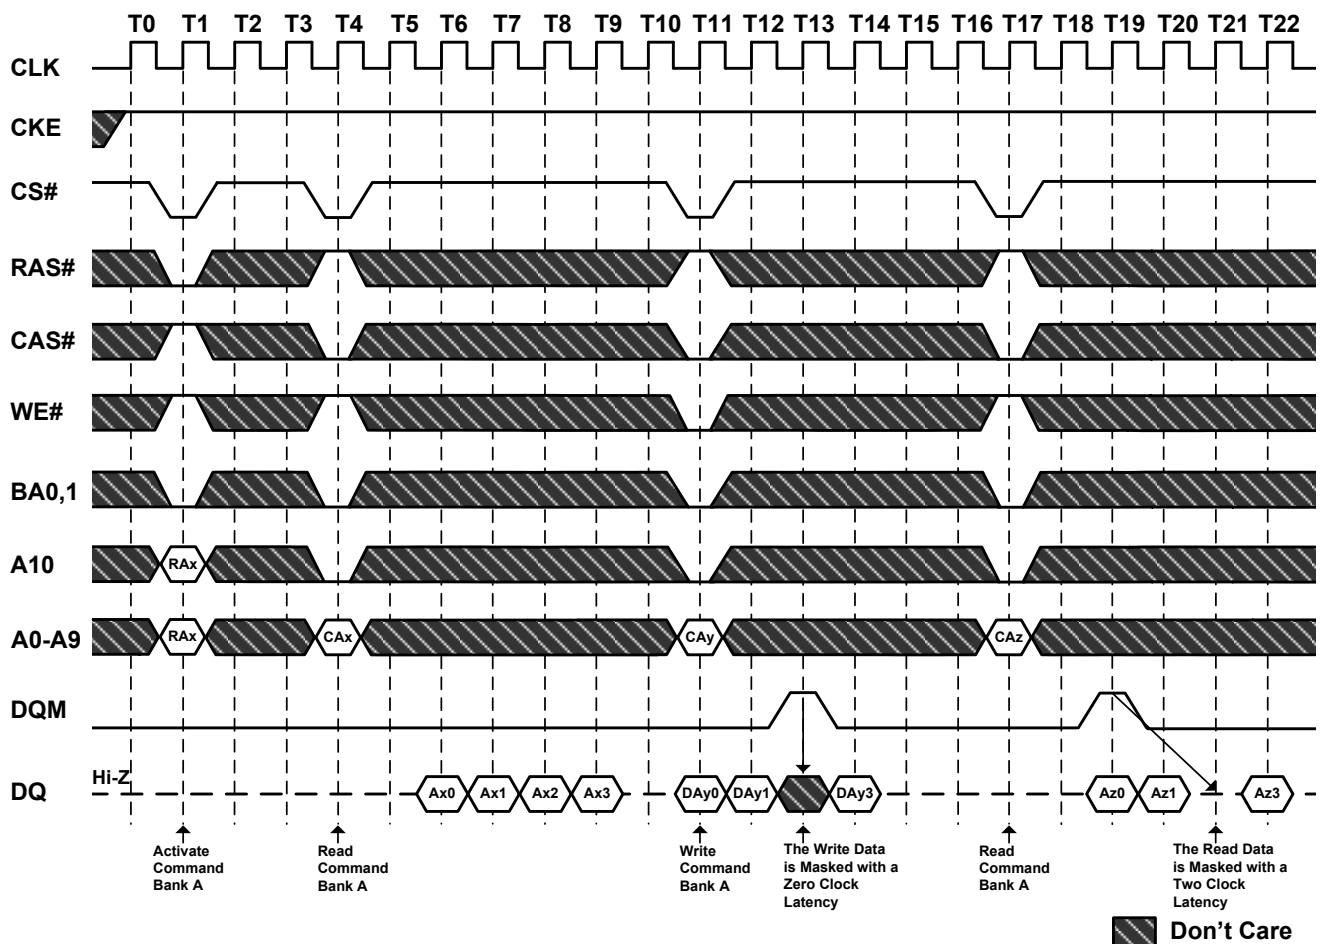 T0 T1 T2 T3 T4 T5 T6 T7 T8 T9 T10 T11 T12 T13 T14 T15 T16 T17 T18 T19 T20 T21 T22
CLK
CKE
CS#
RAS#
CAS#
WE#
BA0,1
A10
RAx
A0-A9
RAx CAx CAy CAz
DQM
Hi-Z
DQ
Ax0 Ax1 Ax2 Ax3 DAy0 DAy1 DAy3 Az0 Az1 Az3
Activate
Command
Bank A
Read
Command
Bank A
Write
Command
Bank A
The Write Data
is Masked with a
Zero Clock
Latency
Read
Command
Bank A
The Read Data
is Masked with a
Two Clock
Latency
Don't Care